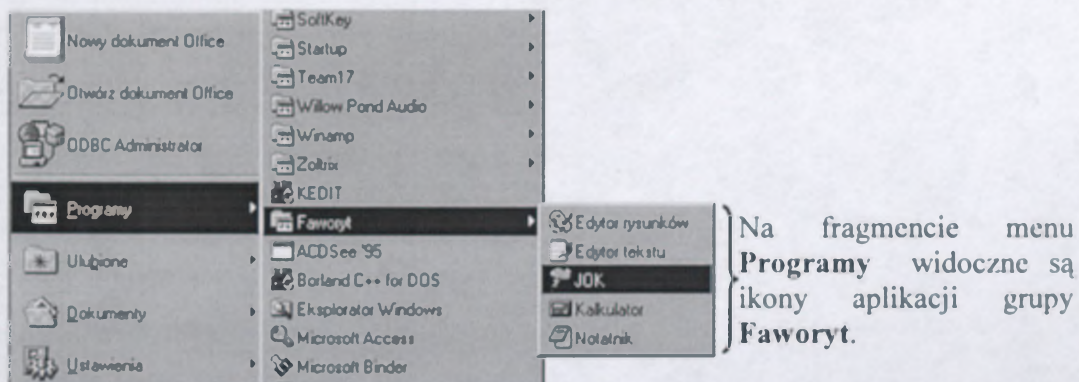 Nowy dokument Office
Otwórz dokument Office
ODBC Administrator
Programy
Ulubione
Dokumenty
Ustawienia
SoftKey
Startup
Team17
Willow Pond Audio
Winamp
Zoltrix
KEDIT
Faworyt
ACDSee '95
Borland C++ for DOS
Eksplorator Windows
Microsoft Access
Microsoft Binder
Edytor rysunków
Edytor tekstu
JOK
Kalkulator
Notatnik
Na fragmencie menu
Programy widoczne są
ikony aplikacji grupy
Faworyt.